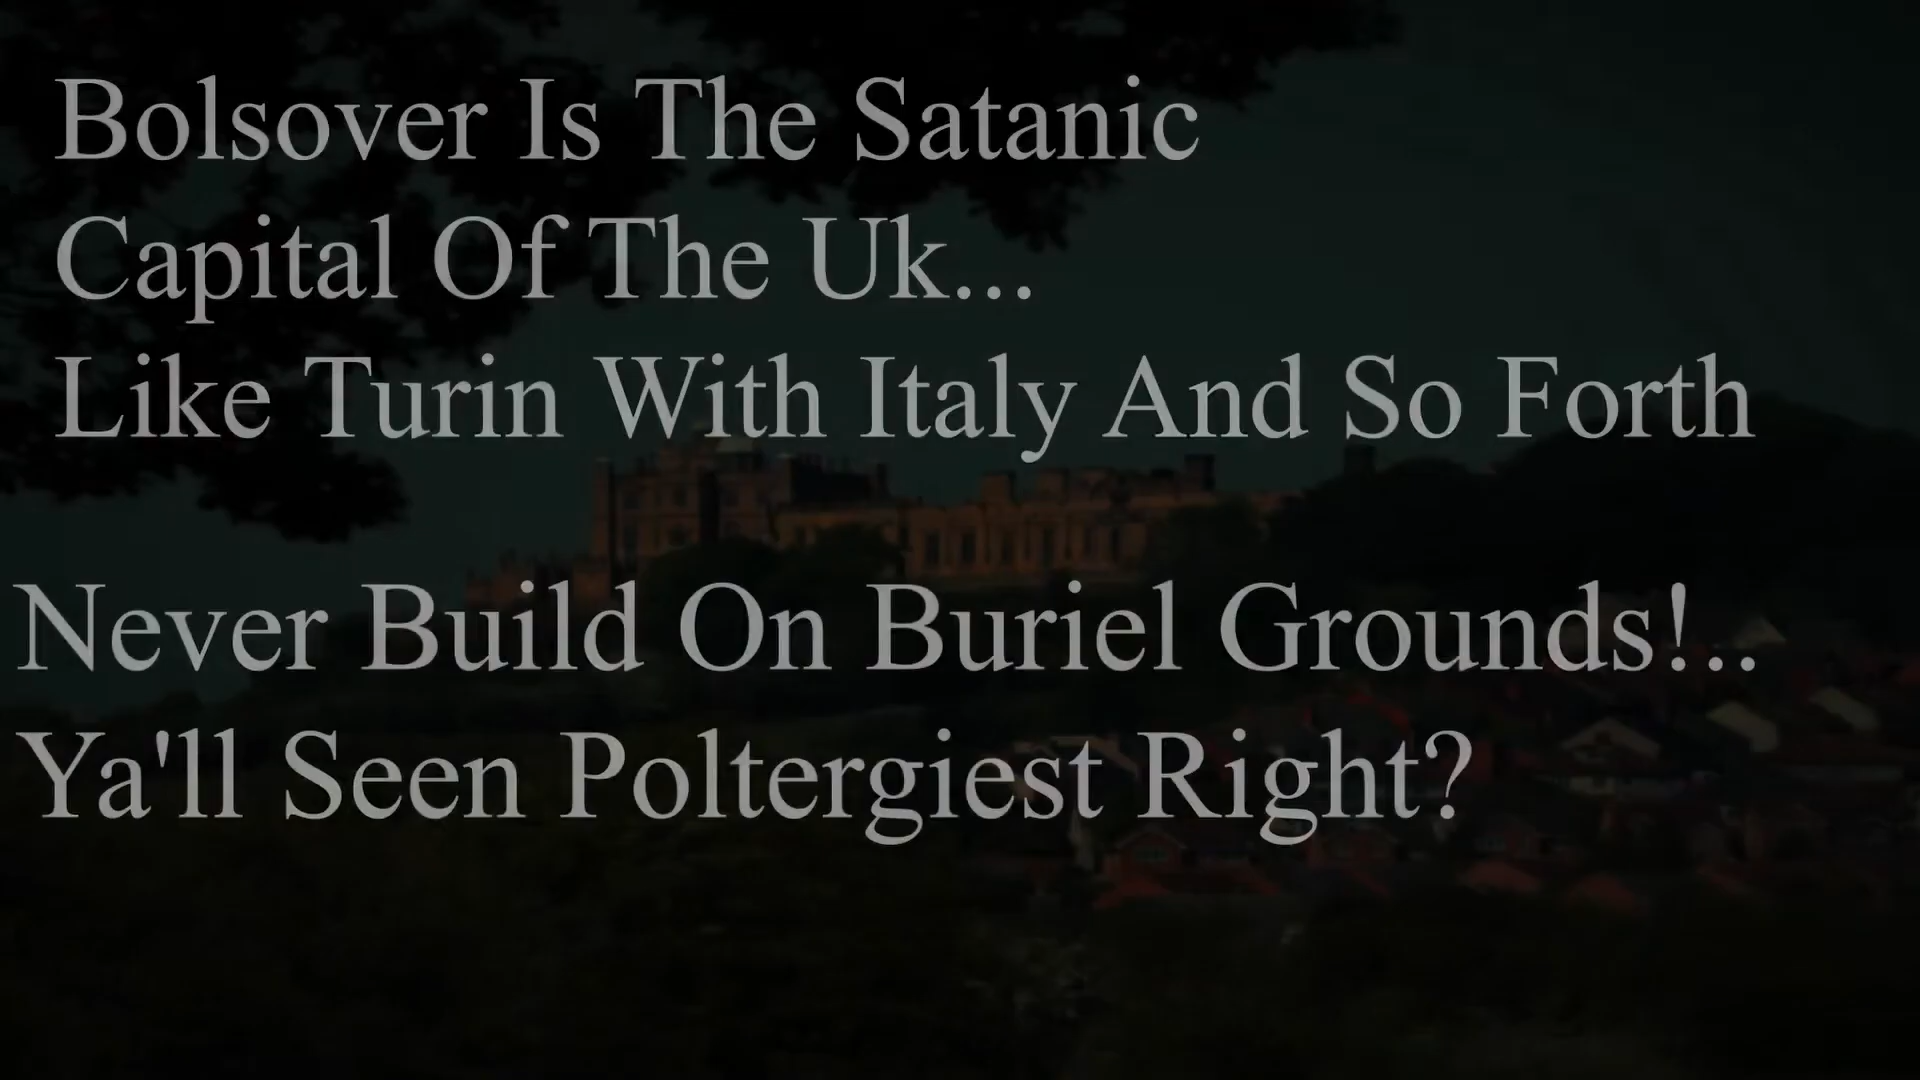 Bolsover Is The Satanic
Capital Of The Uk...
Like Turin With Italy And So Forth
Never Build On Buriel Grounds!..
Ya'll Seen Poltergiest Right?